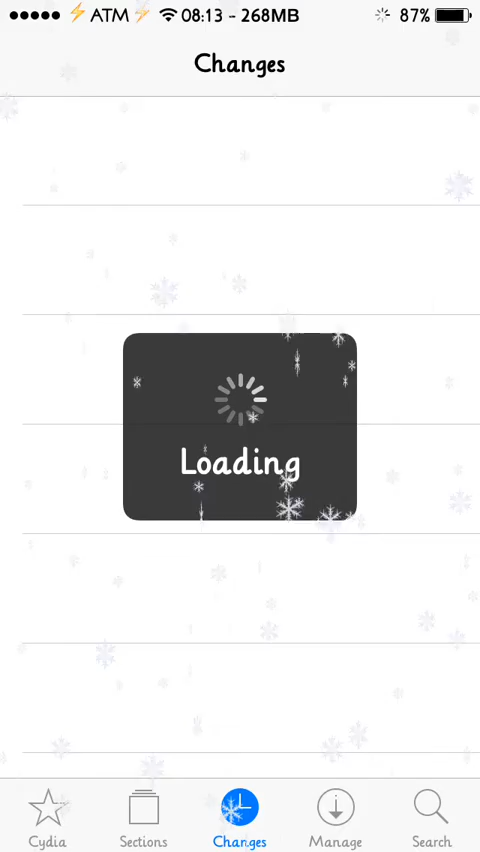 ATM 08:13 - 268MB 87%
Changes
Loading
Cydia Sections Changes Manage Search